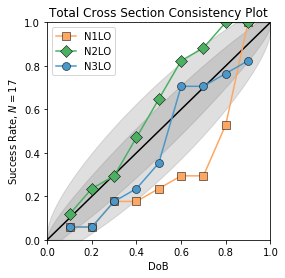 Total Cross Section Consistency Plot
N1LO
N2LO
N3LO
Success Rate, N = 17
1.0
0.8
0.6
0.4
0.2
0.0
0.0 0.2 0.4 0.6 0.8 1.0
DoB